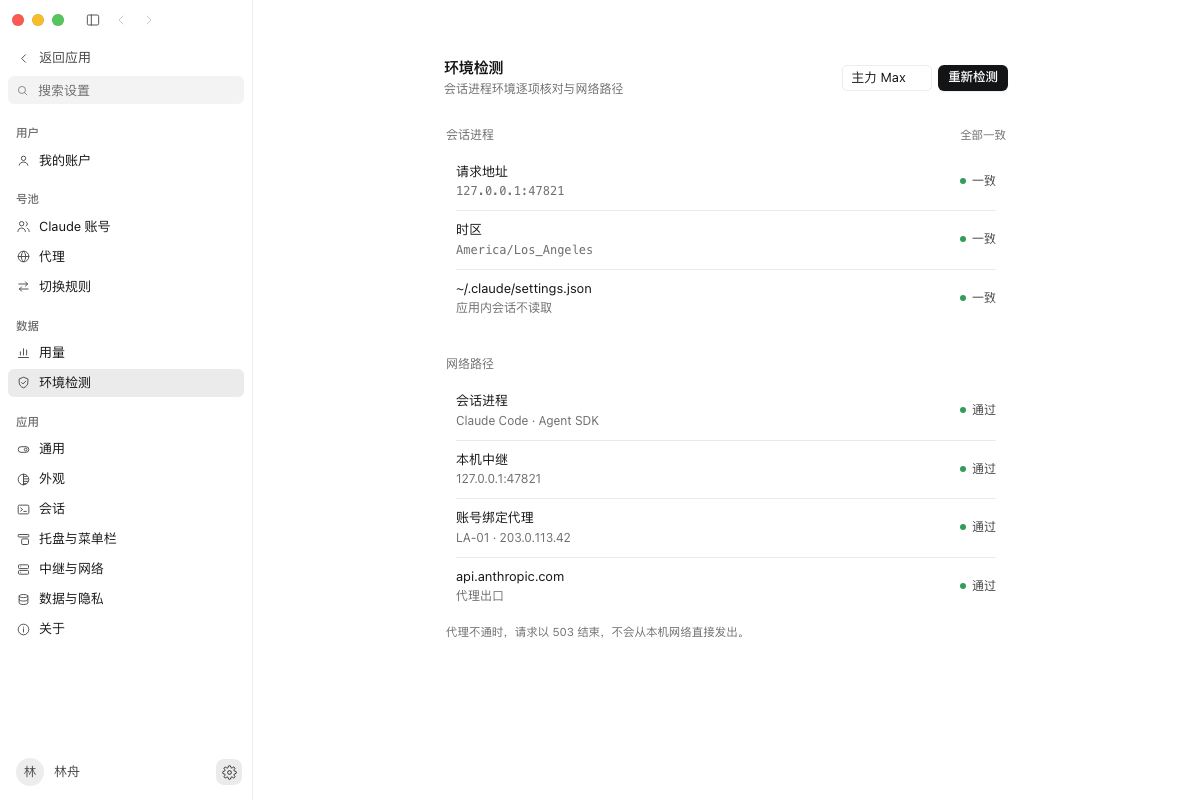 返回应用
搜索设置
用户
我的账户
号池
Claude 账号
代理
切换规则
数据
用量
环境检测
应用
通用
外观
会话
托盘与菜单栏
中继与网络
数据与隐私
关于
林 林舟
环境检测
会话进程环境逐项核对与网络路径
主力 Max
重新检测
会话进程
全部一致
请求地址
127.0.0.1:47821
一致
时区
America/Los_Angeles
一致
~/.claude/settings.json
应用内会话不读取
一致
网络路径
会话进程
Claude Code · Agent SDK
通过
本机中继
127.0.0.1:47821
通过
账号绑定代理
LA-01 · 203.0.113.42
通过
api.anthropic.com
代理出口
通过
代理不通时，请求以 503 结束，不会从本机网络直接发出。